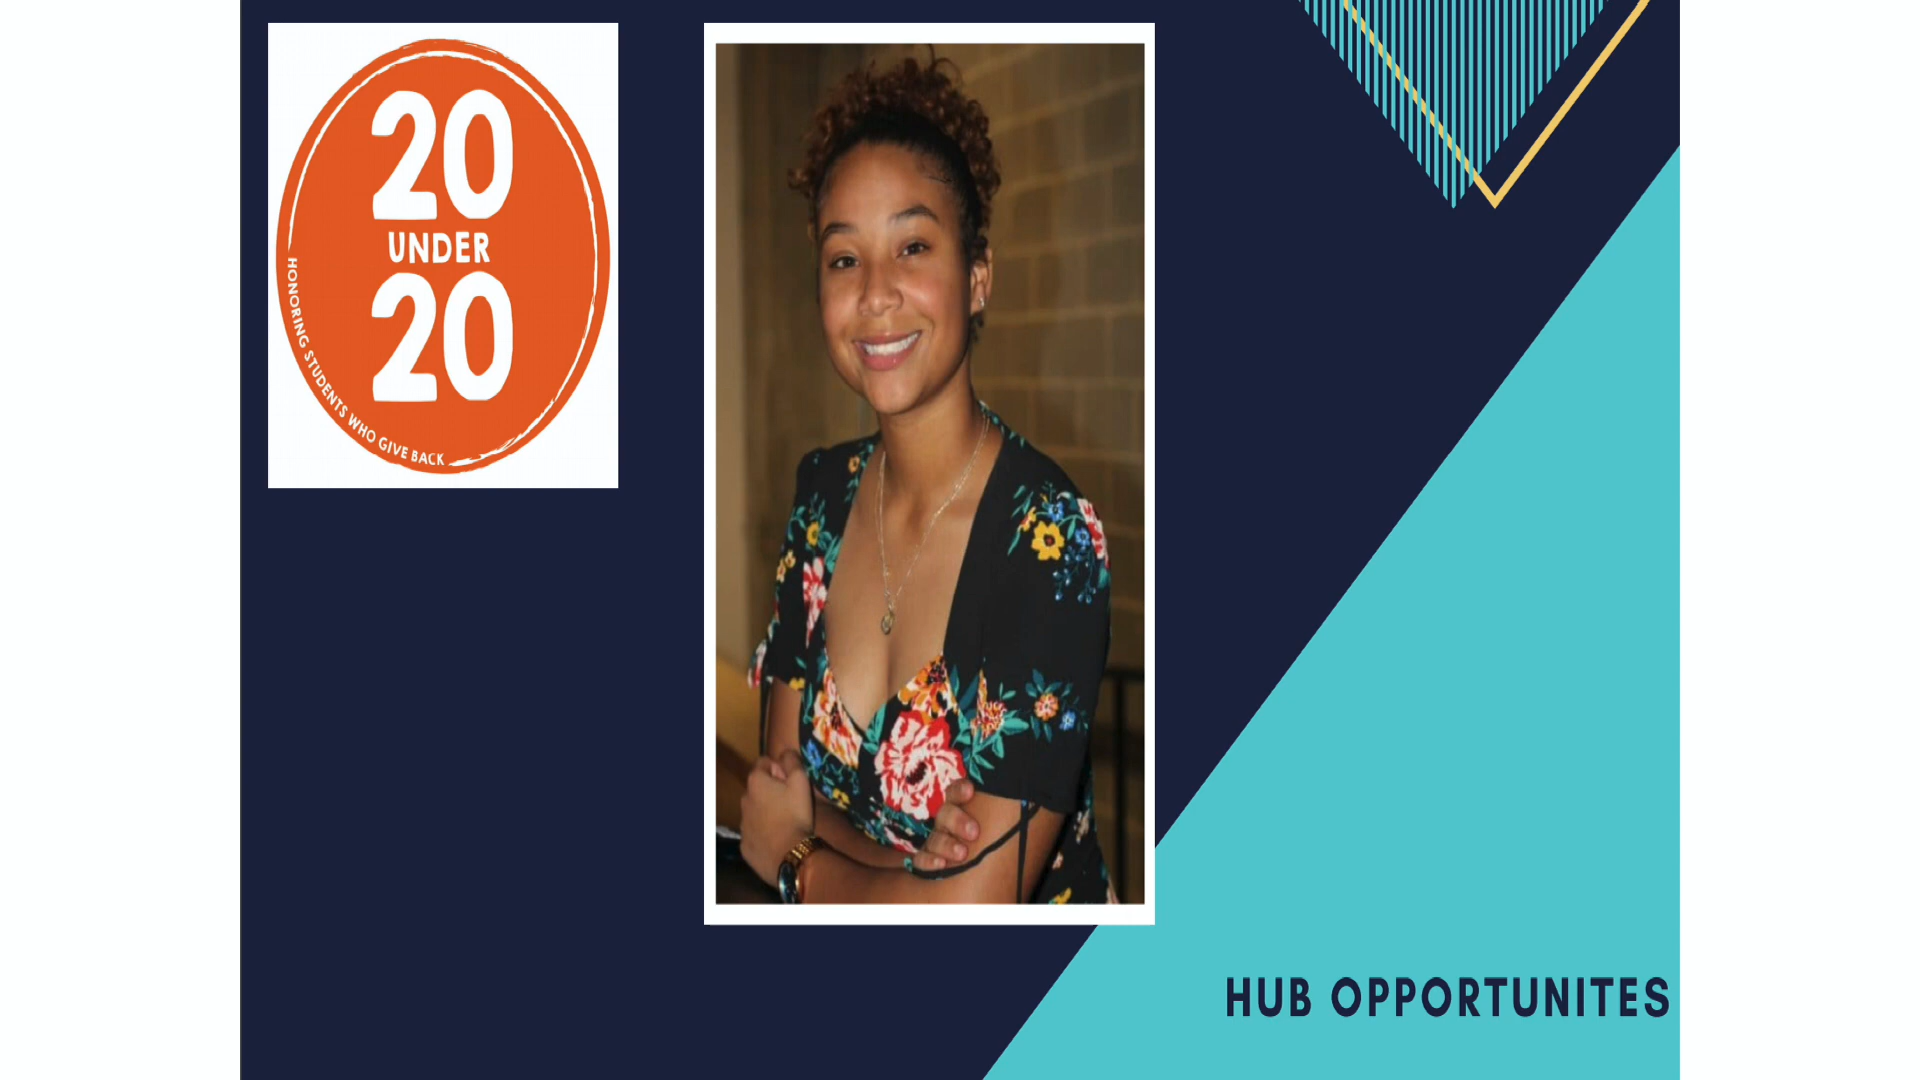 20
UNDER
20
HONORING STUDENTS WHO GIVE BACK
HUB OPPORTUNITES